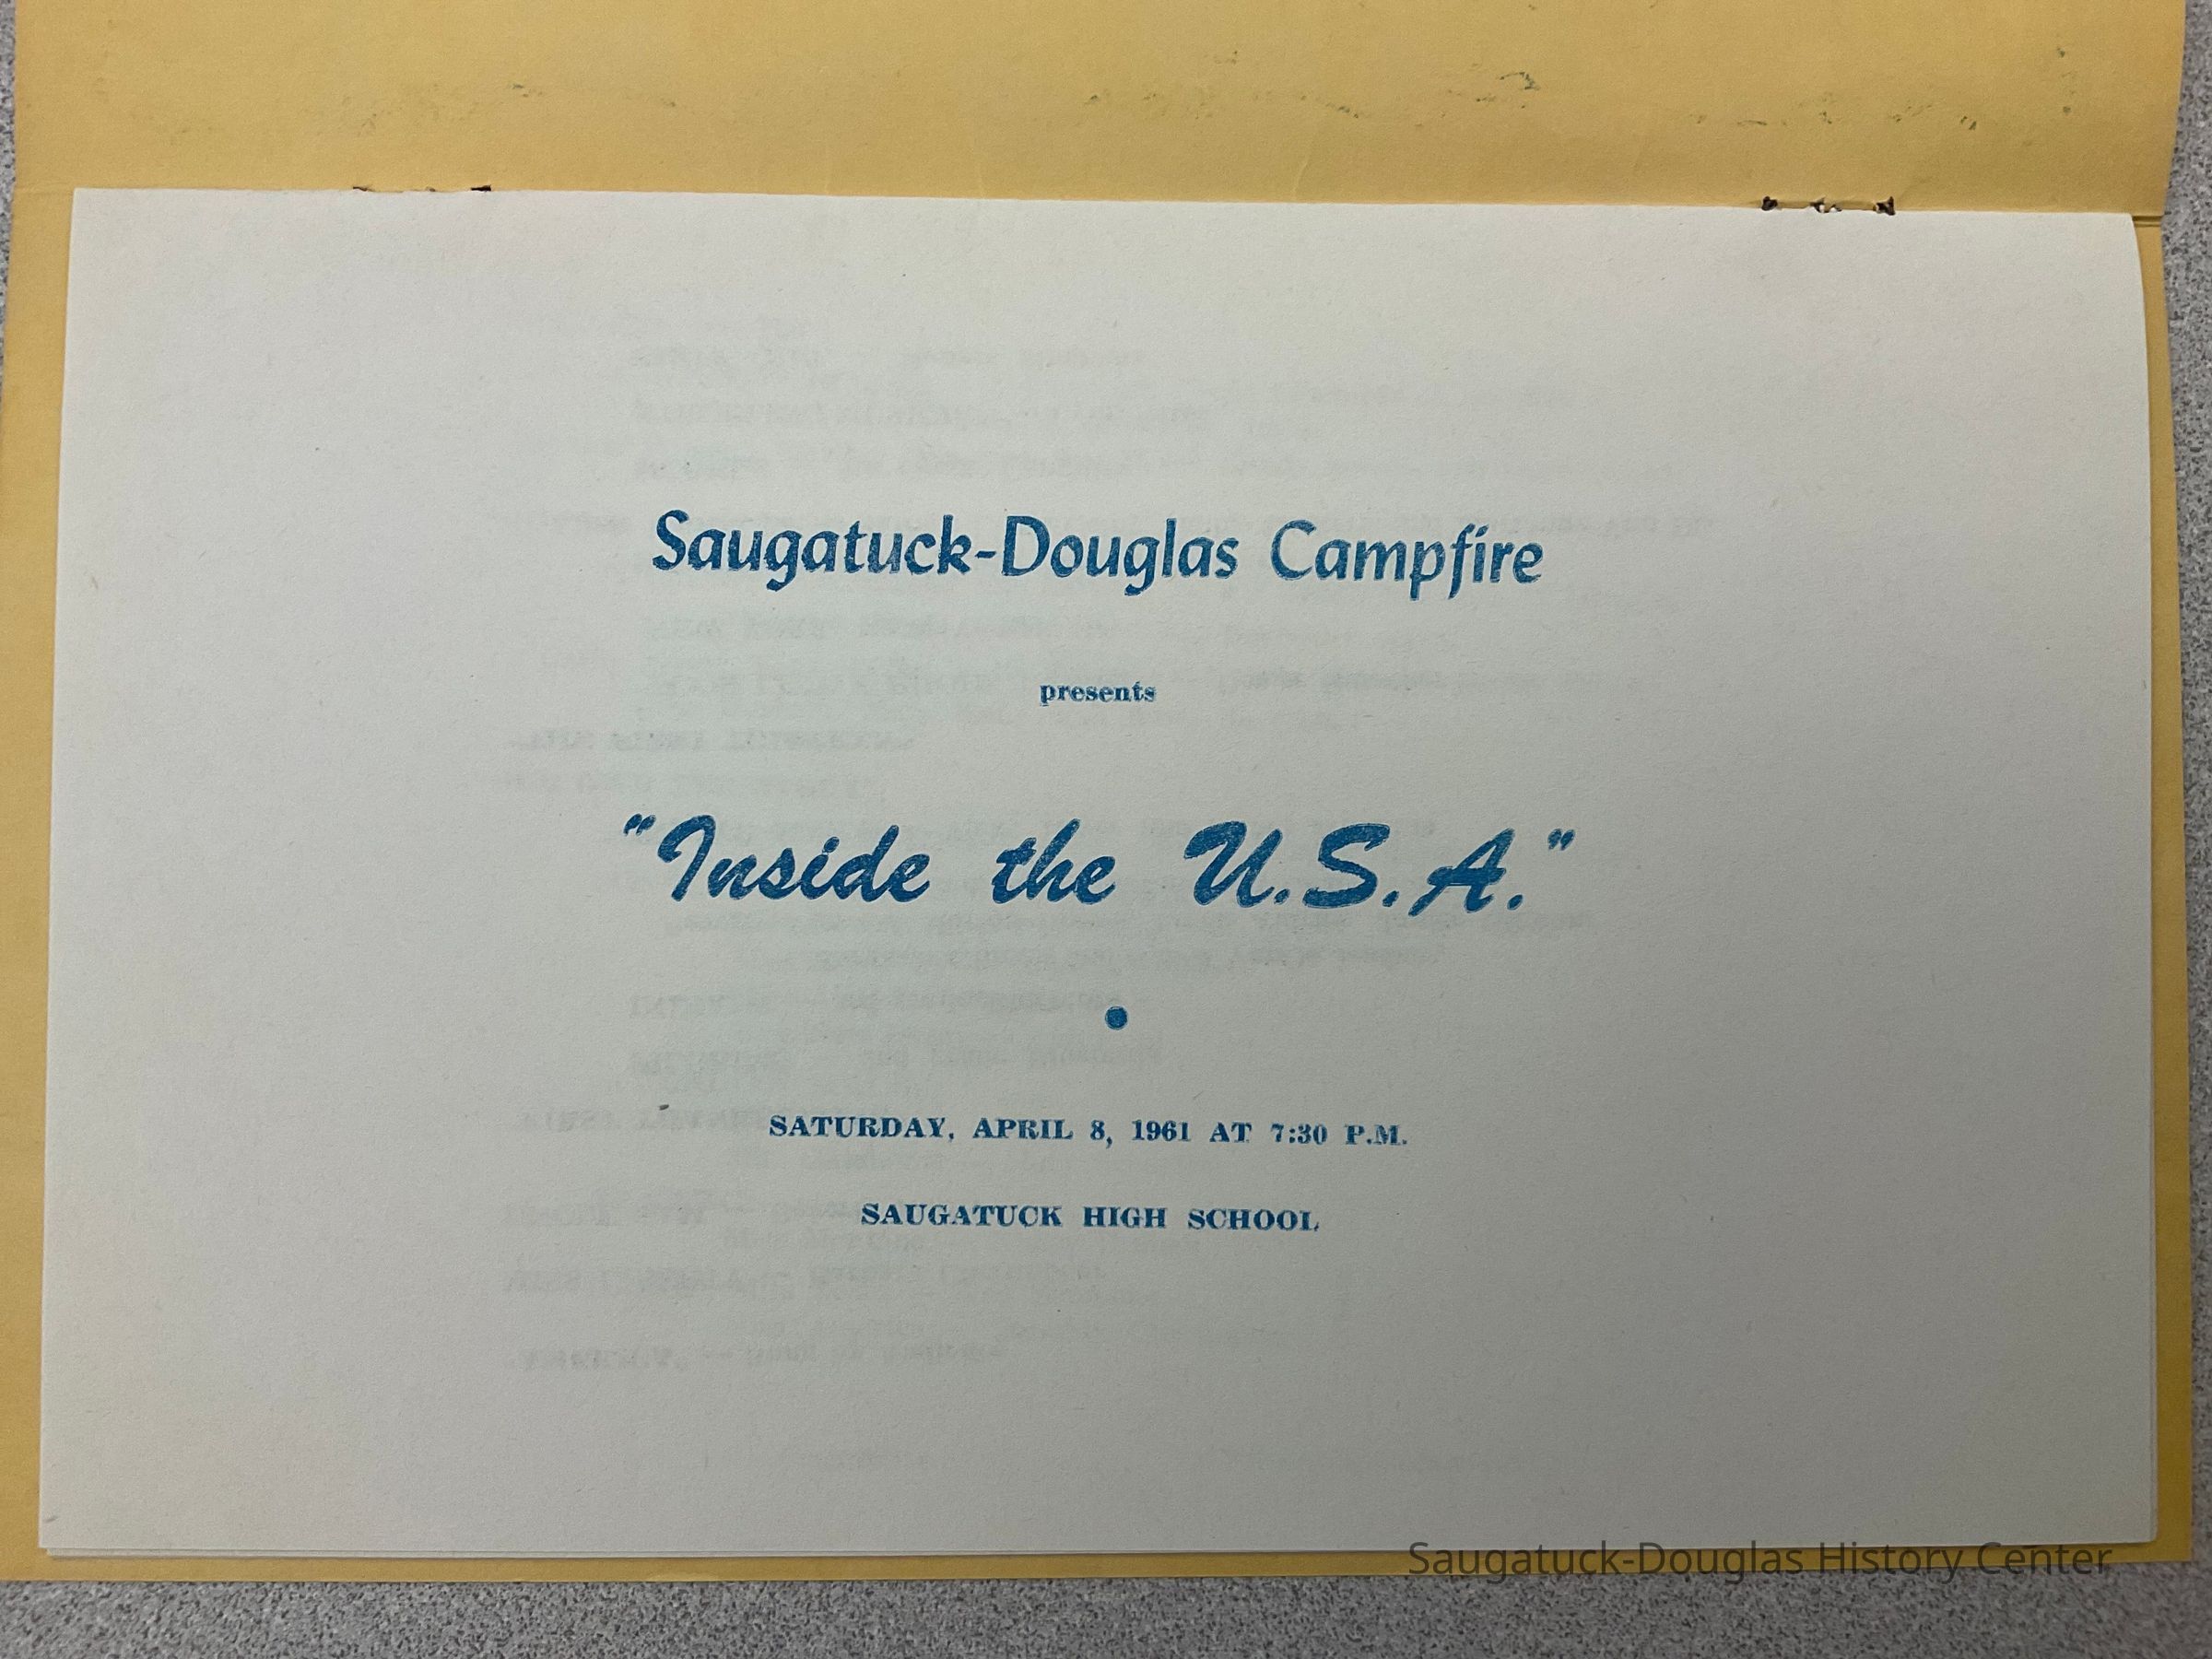 Saugatuck-Douglas Campfire
presents
"Inside the U.S.A."
SATURDAY, APRIL 8, 1961 AT 7:30 P.M.
SAUGATUCK HIGH SCHOOL
Saugatuck-Douglas History Center